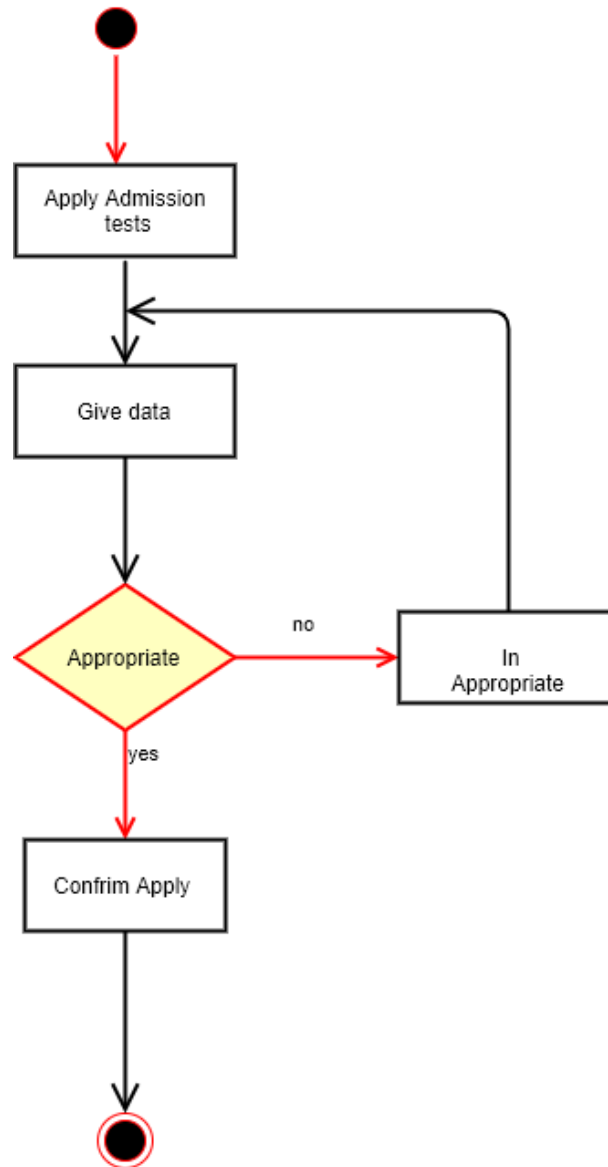 Apply Admission
tests
Give data
Appropriate
no
In
Appropriate
yes
Confrim Apply